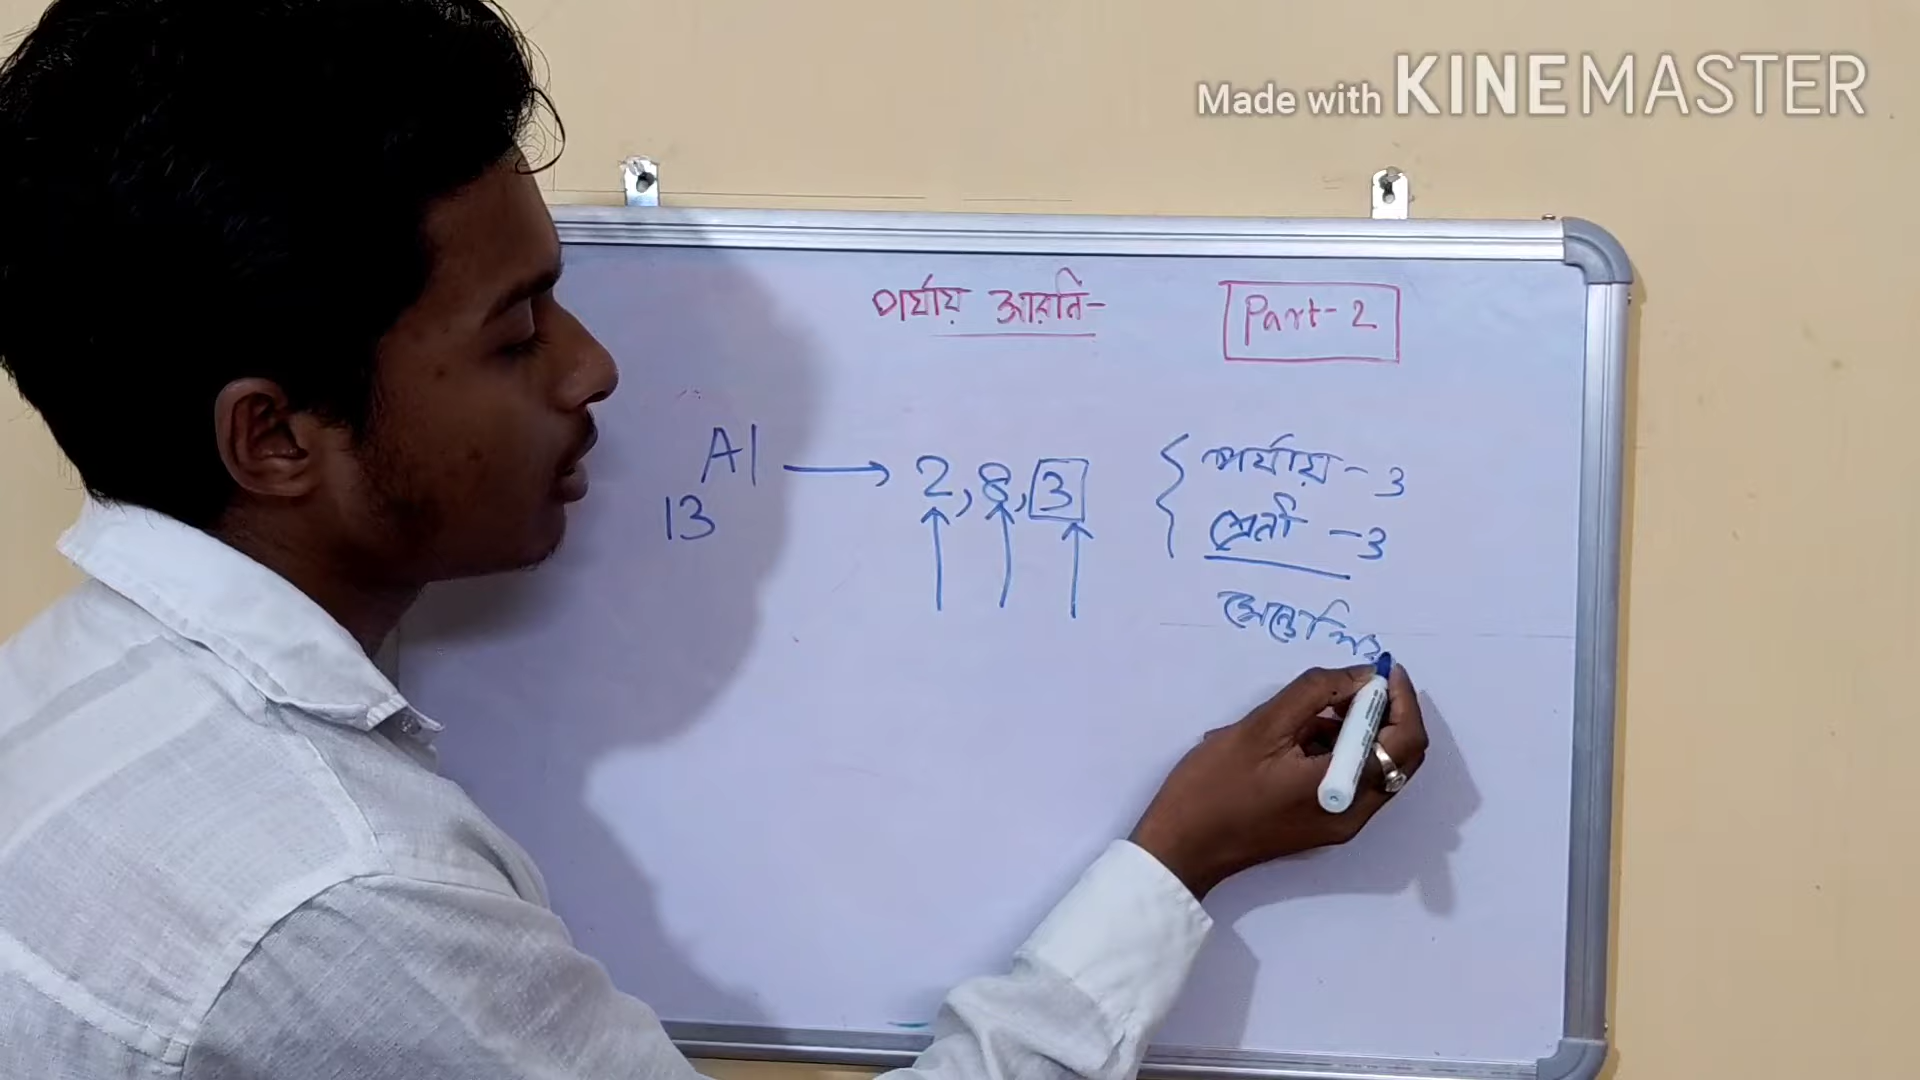 Made with KINEMASTER
পর্যায় সারনি-
Part-2
Al → 2, 8, 3
13
পর্যায় - 3
শ্রেনী - 3